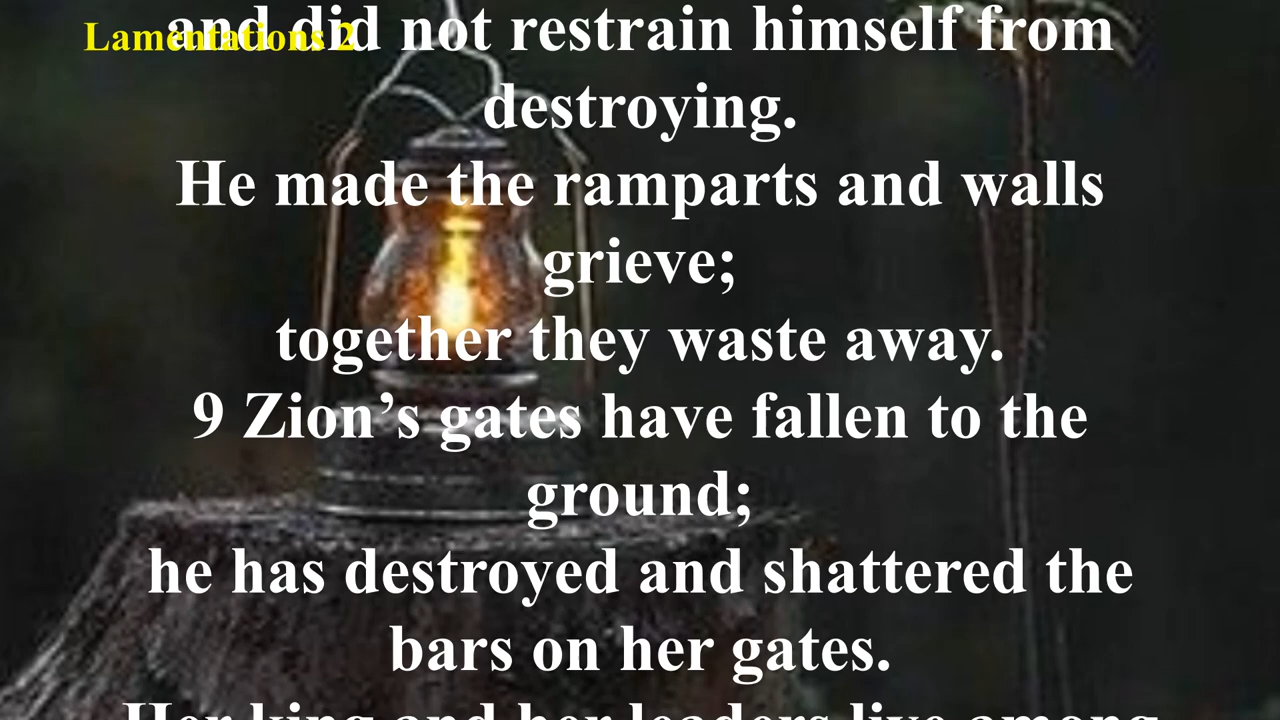 Lamentations 2
and did not restrain himself from
destroying.
He made the ramparts and walls
grieve;
together they waste away.
9 Zion’s gates have fallen to the
ground;
he has destroyed and shattered the
bars on her gates.
Her king and her leaders live among